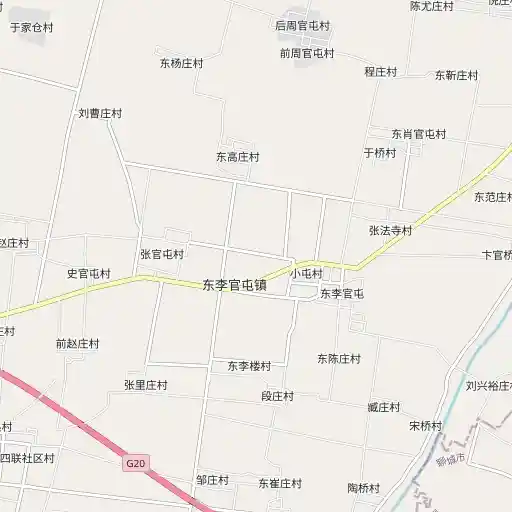 陈尤庄村
于家仓村
后周官屯村
前周官屯村
东杨庄村
程庄村
东靳庄村
刘曹庄村
东肖官屯村
于桥村
东高庄村
东范庄村
张法寺村
赵庄村
张官屯村
卞官桥
史官屯村
小屯村
东李官屯镇
东李官屯
庄村
前赵庄村
东陈庄村
东李楼村
张里庄村
刘兴裕庄村
段庄村
臧庄村
宋桥村
村
四联社区村
G20
聊城市
邹庄村
东崔庄村
陶桥村